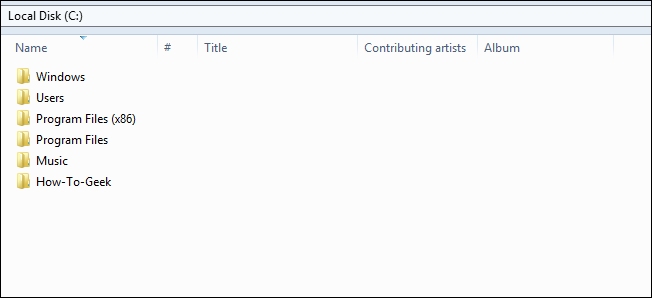 Local Disk (C:)
Name # Title Contributing artists Album
Windows
Users
Program Files (x86)
Program Files
Music
How-To-Geek